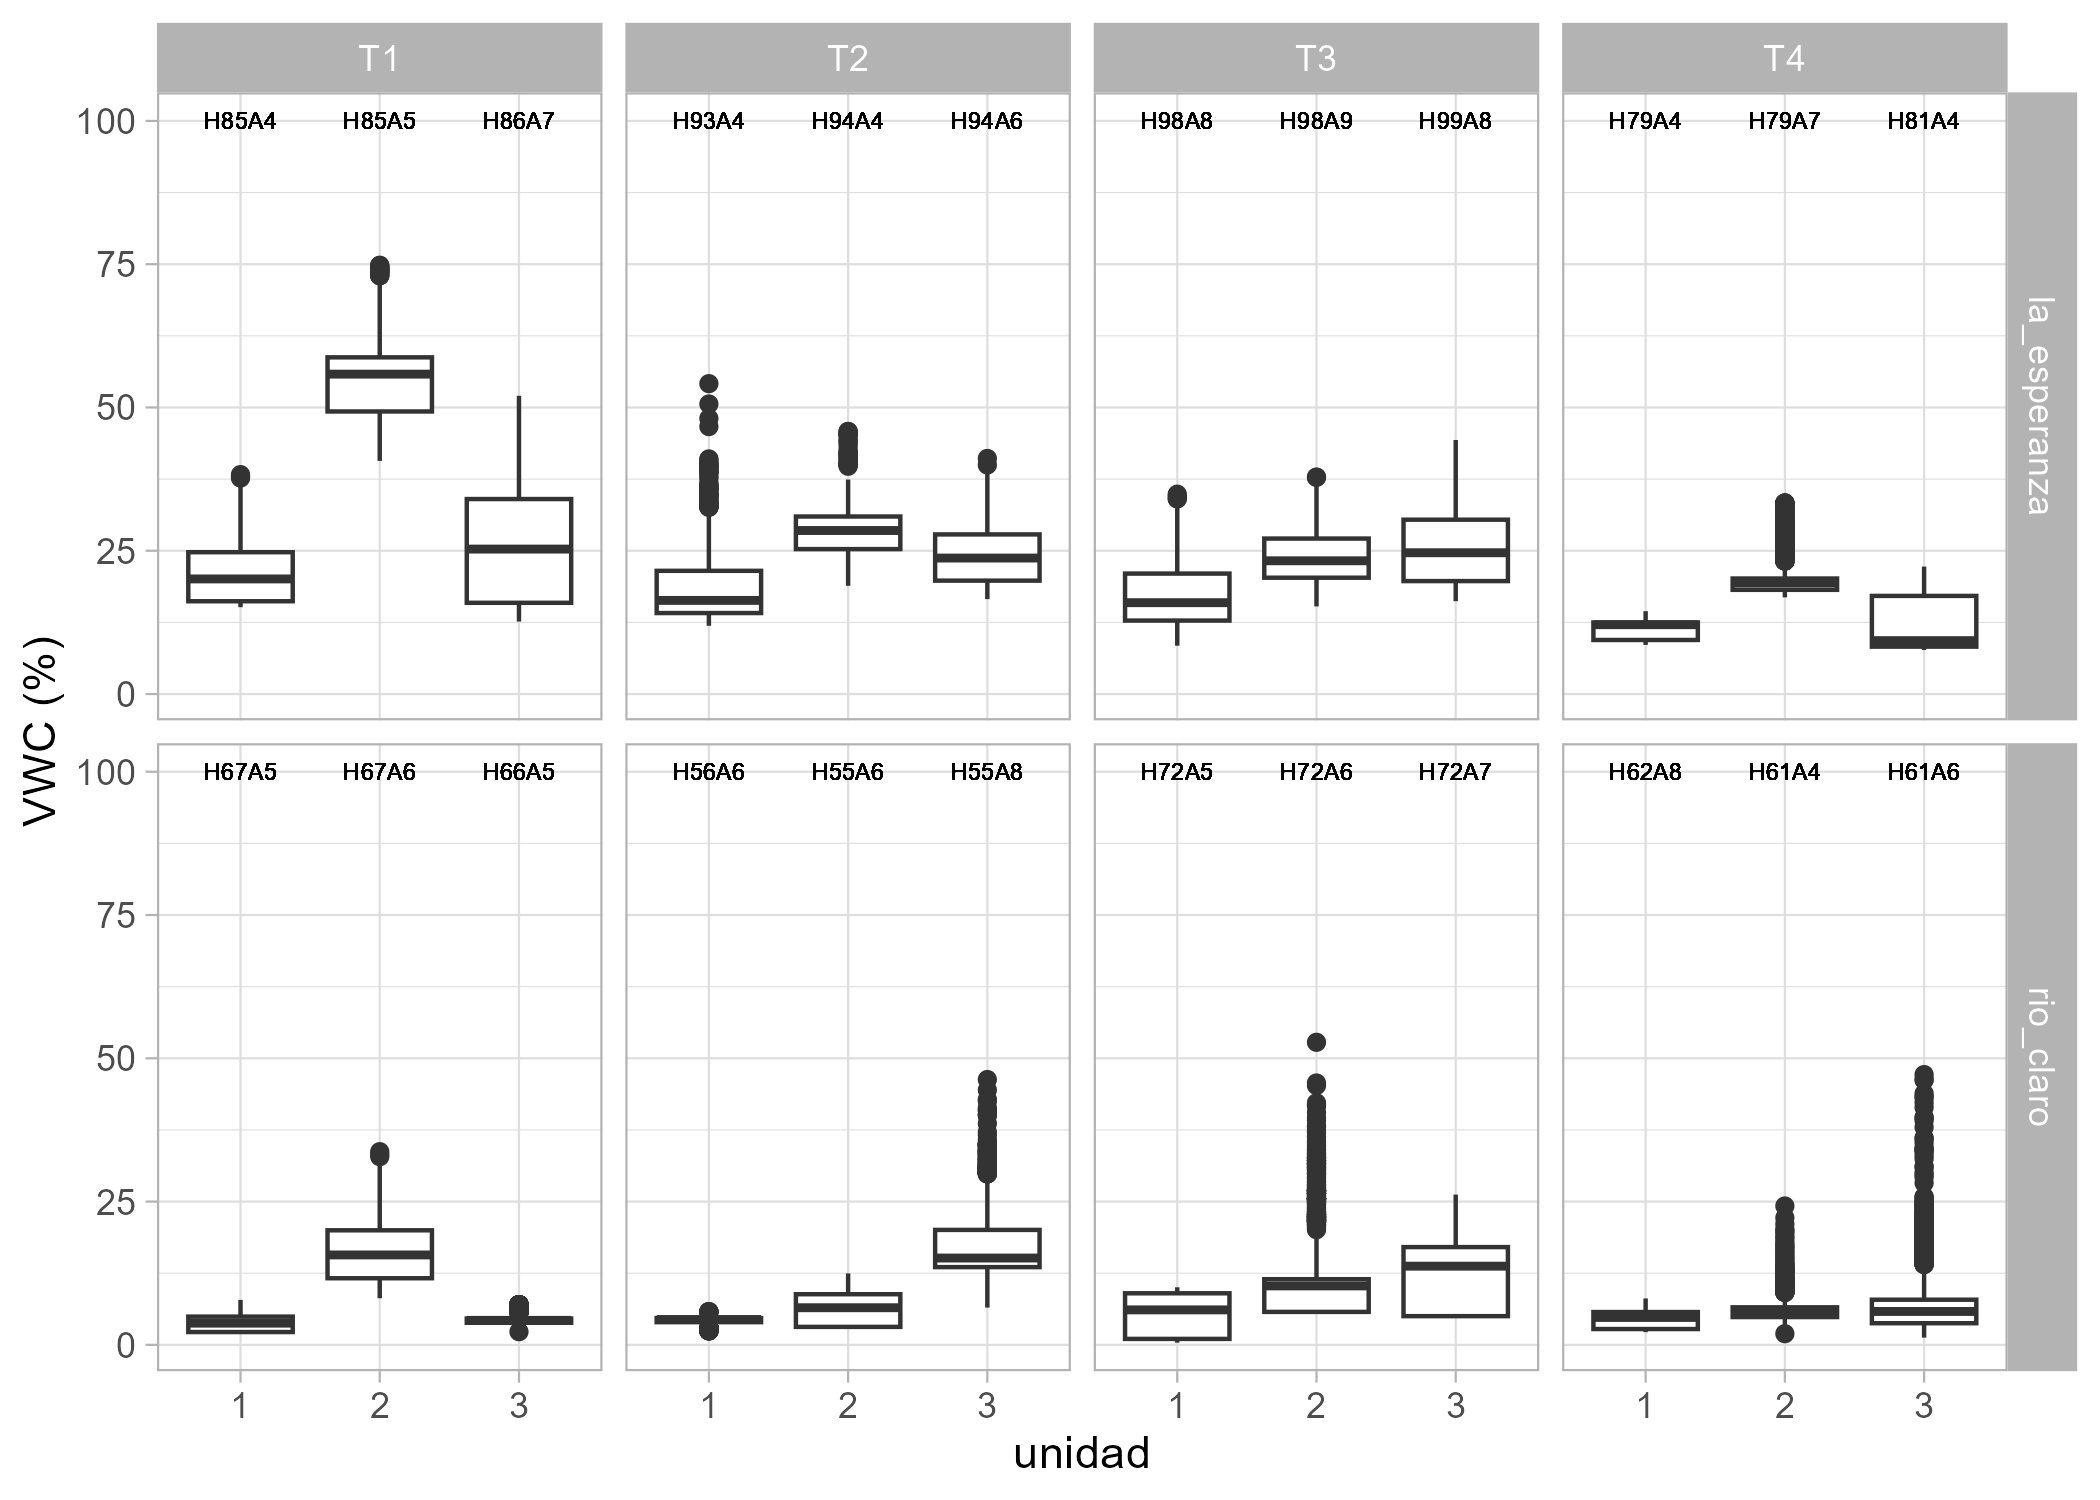 T1 T2 T3 T4
H85A4 H85A5 H86A7 H93A4 H94A4 H94A6 H98A8 H98A9 H99A8 H79A4 H79A7 H81A4
100
75
50
25
0
la_esperanza
VWC (%)
H67A5 H67A6 H66A5 H56A6 H55A6 H55A8 H72A5 H72A6 H72A7 H62A8 H61A4 H61A6
100
75
50
25
0
rio_claro
1 2 3 1 2 3 1 2 3 1 2 3
unidad